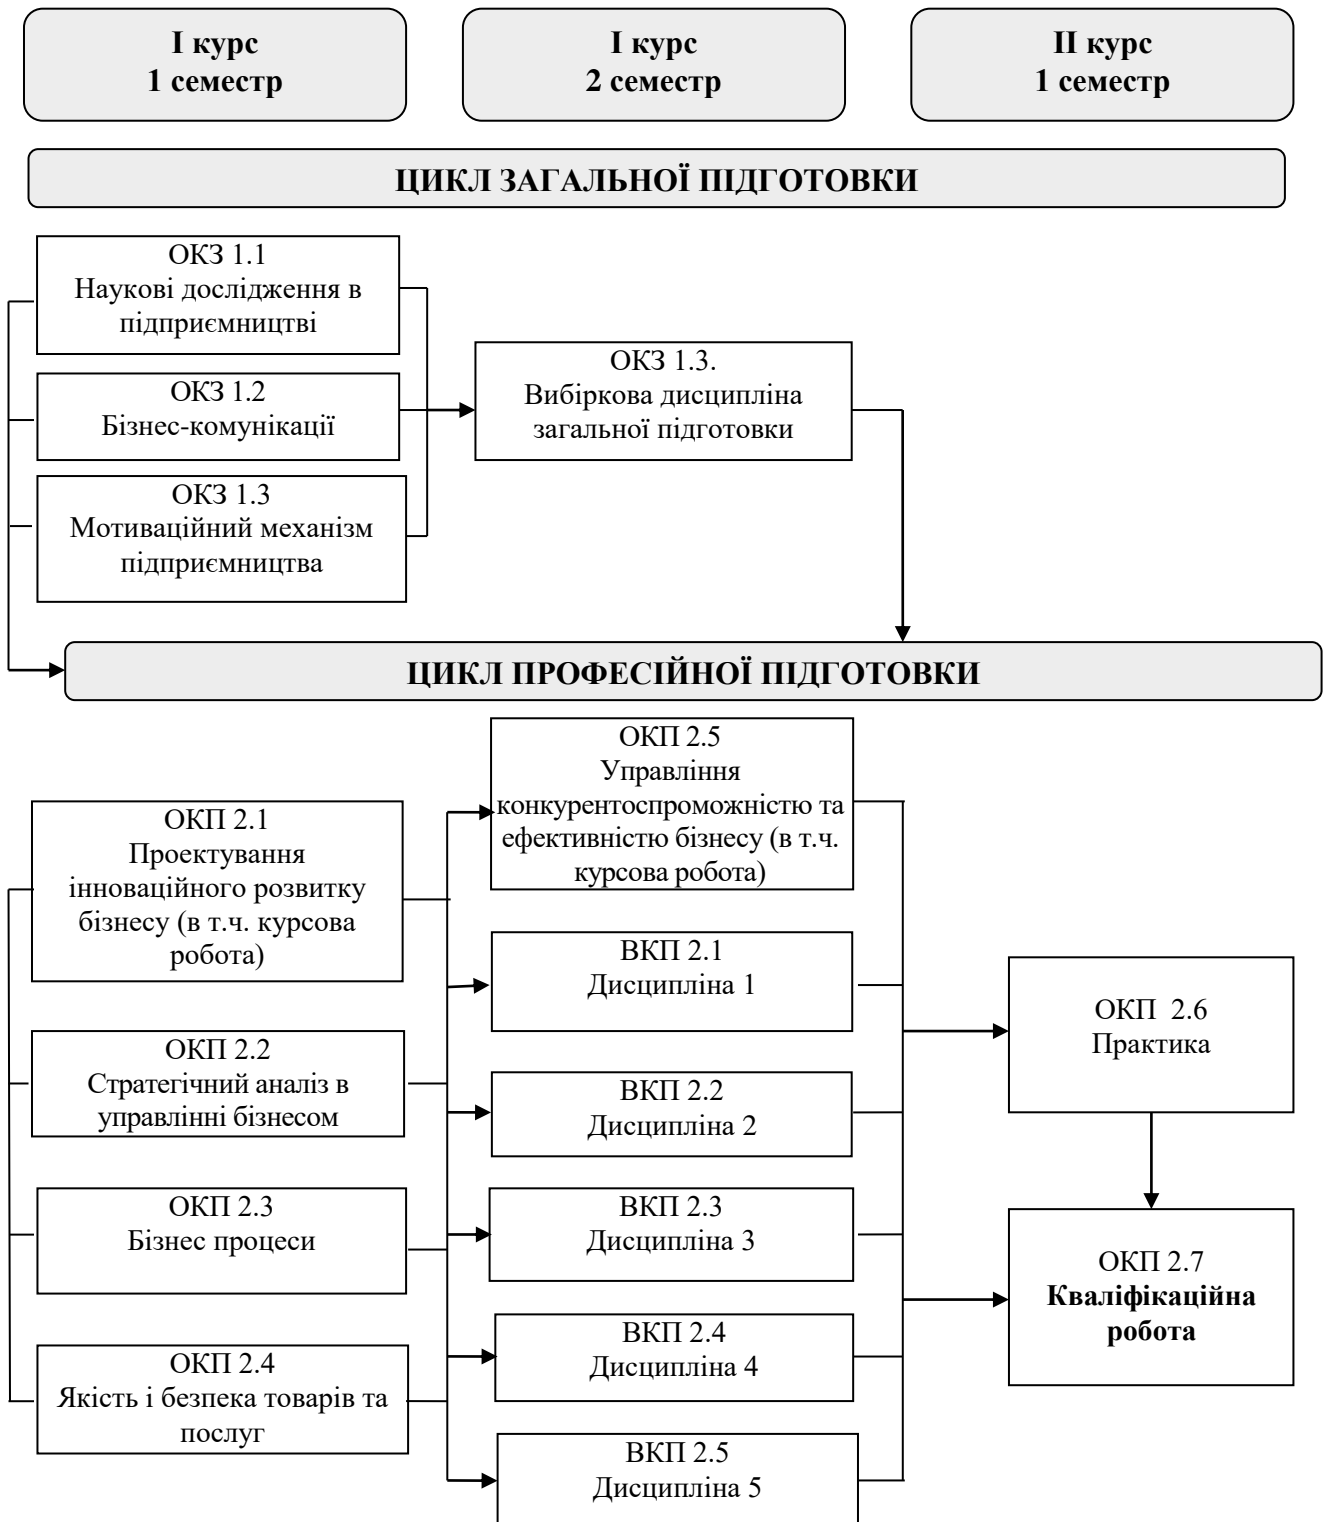 І курс
1 семестр
І курс
2 семестр
ІІ курс
1 семестр
ЦИКЛ ЗАГАЛЬНОЇ ПІДГОТОВКИ
ОКЗ 1.1
Наукові дослідження в
підприємництві
ОКЗ 1.2
Бізнес-комунікації
ОКЗ 1.3
Мотиваційний механізм
підприємництва
ОКЗ 1.3.
Вибіркова дисципліна
загальної підготовки
ЦИКЛ ПРОФЕСІЙНОЇ ПІДГОТОВКИ
ОКП 2.1
Проектування
інноваційного розвитку
бізнесу (в т.ч. курсова
робота)
ОКП 2.2
Стратегічний аналіз в
управлінні бізнесом
ОКП 2.3
Бізнес процеси
ОКП 2.4
Якість і безпека товарів та
послуг
ОКП 2.5
Управління
конкурентоспроможністю та
ефективністю бізнесу (в т.ч.
курсова робота)
ВКП 2.1
Дисципліна 1
ВКП 2.2
Дисципліна 2
ВКП 2.3
Дисципліна 3
ВКП 2.4
Дисципліна 4
ВКП 2.5
Дисципліна 5
ОКП 2.6
Практика
ОКП 2.7
Кваліфікаційна
робота